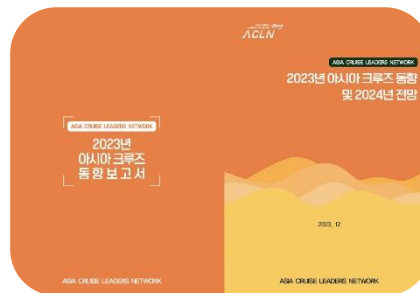 ASIA CRUISE LEADERS NETWORK
2023년
아시아 크루즈
동향보고서
ASIA CRUISE LEADERS NETWORK
ACLN
ASIA CRUISE LEADERS NETWORK
2023년 아시아 크루즈 동향
및 2024년 전망
2023. 12
ASIA CRUISE LEADERS NETWORK